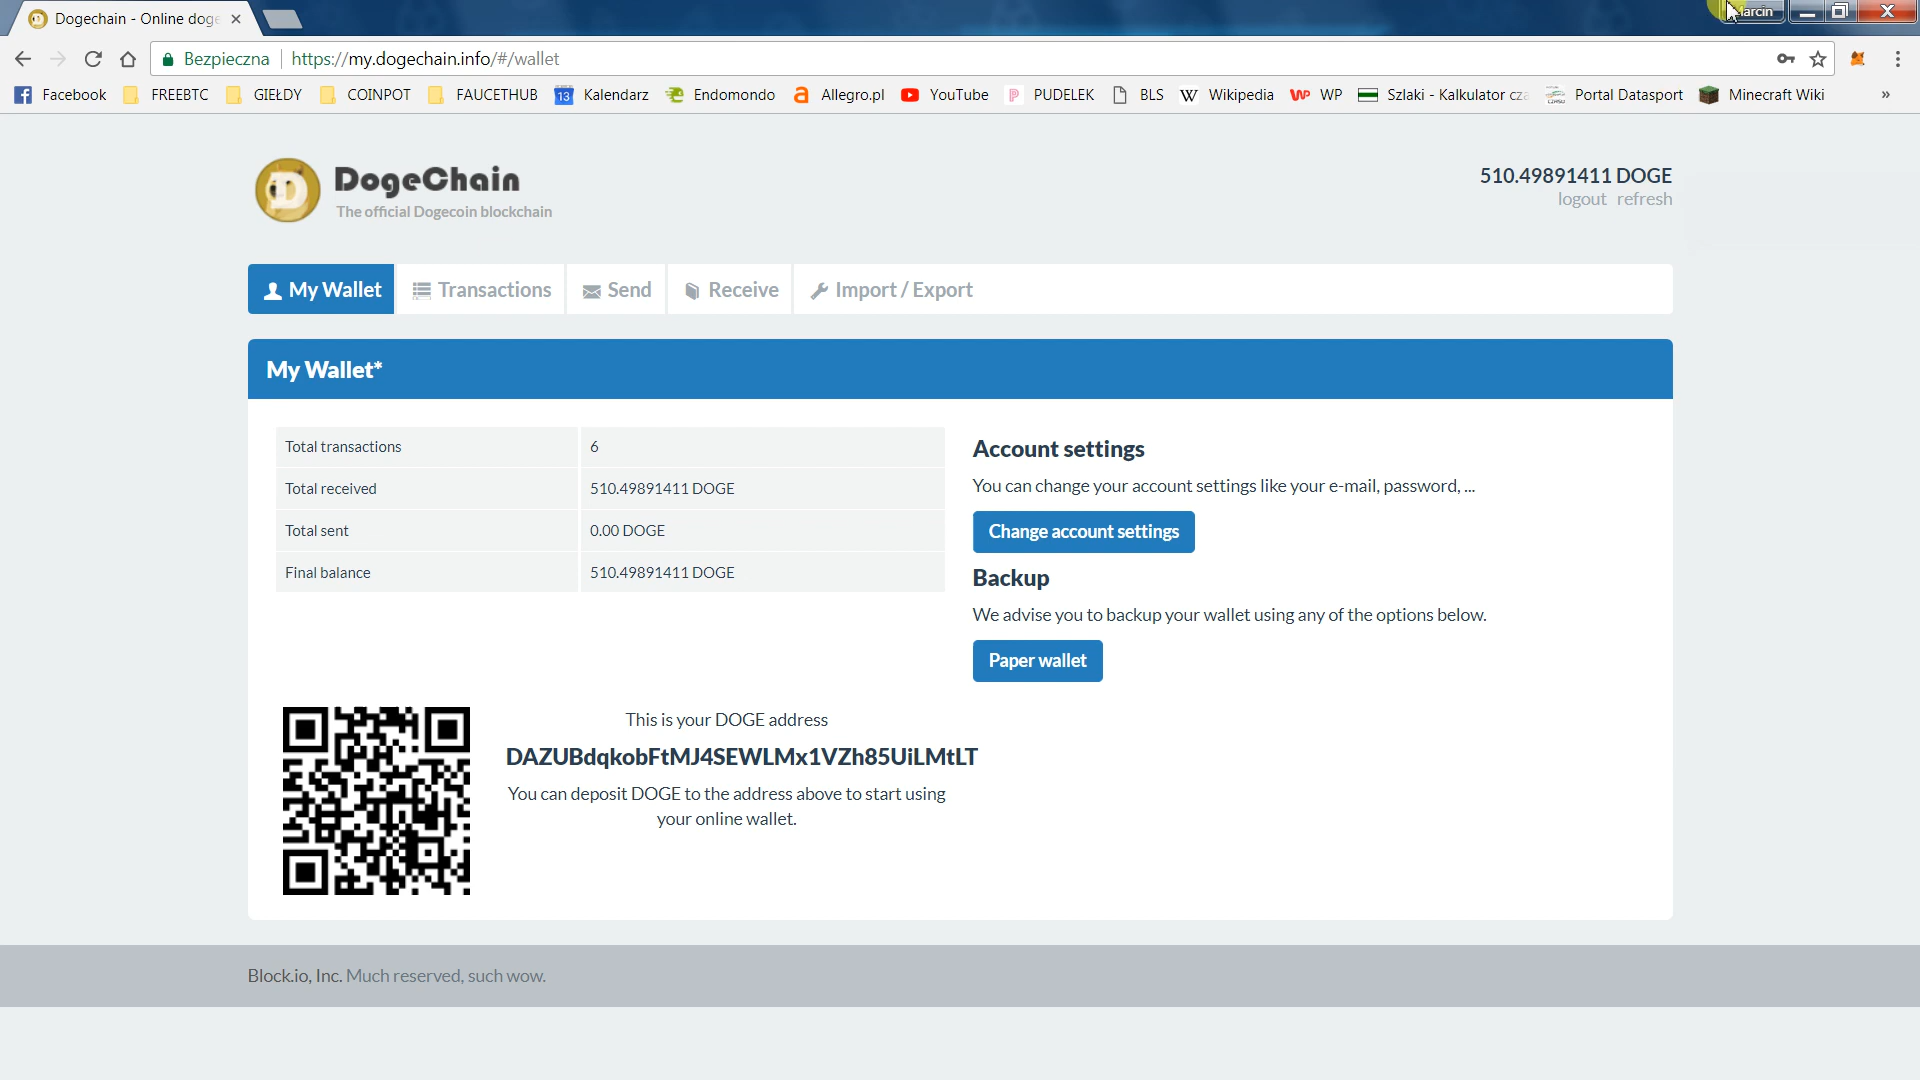 Dogechain - Online doge
Bezpieczna
https://my.dogechain.info/#/wallet
Facebook FREEBTC GIEŁDY COINPOT FAUCETHUB Kalendarz Endomondo Allegro.pl YouTube PUDELEK BLS Wikipedia WP Szlaki - Kalkulator cza Portal Datasport Minecraft Wiki »
DogeChain
The official Dogecoin blockchain
510.49891411 DOGE
logout refresh
My Wallet Transactions Send Receive Import / Export
My Wallet*
Total transactions 6
Total received 510.49891411 DOGE
Total sent 0.00 DOGE
Final balance 510.49891411 DOGE
Account settings
You can change your account settings like your e-mail, password, ...
Change account settings
Backup
We advise you to backup your wallet using any of the options below.
Paper wallet
This is your DOGE address
DAZUBdqkobFtMJ4SEWLMx1VZh85UiLMtLT
You can deposit DOGE to the address above to start using
your online wallet.
Block.io, Inc. Much reserved, such wow.